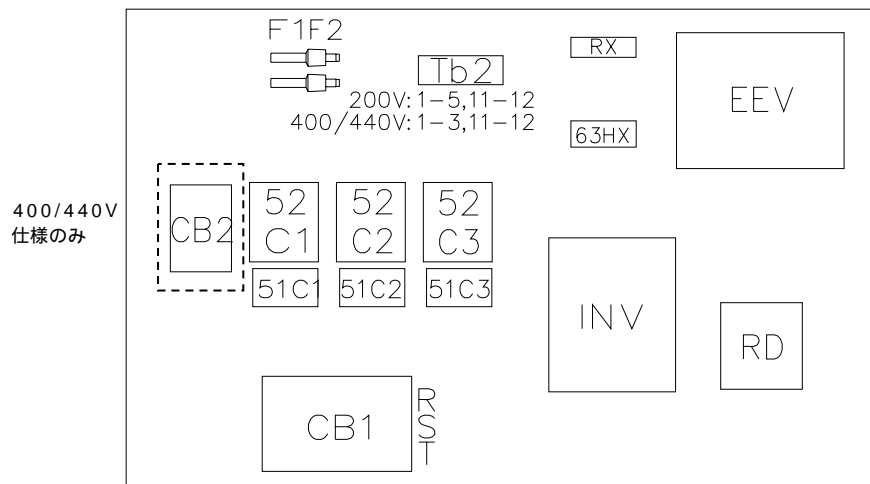 F1F2
RX
Tb2
200V:1-5,11-12
400/440V:1-3,11-12
EEV
63HX
400/440V
仕様のみ
CB2
52
C1
52
C2
52
C3
51C1
51C2
51C3
INV
RD
CB1
R
S
T